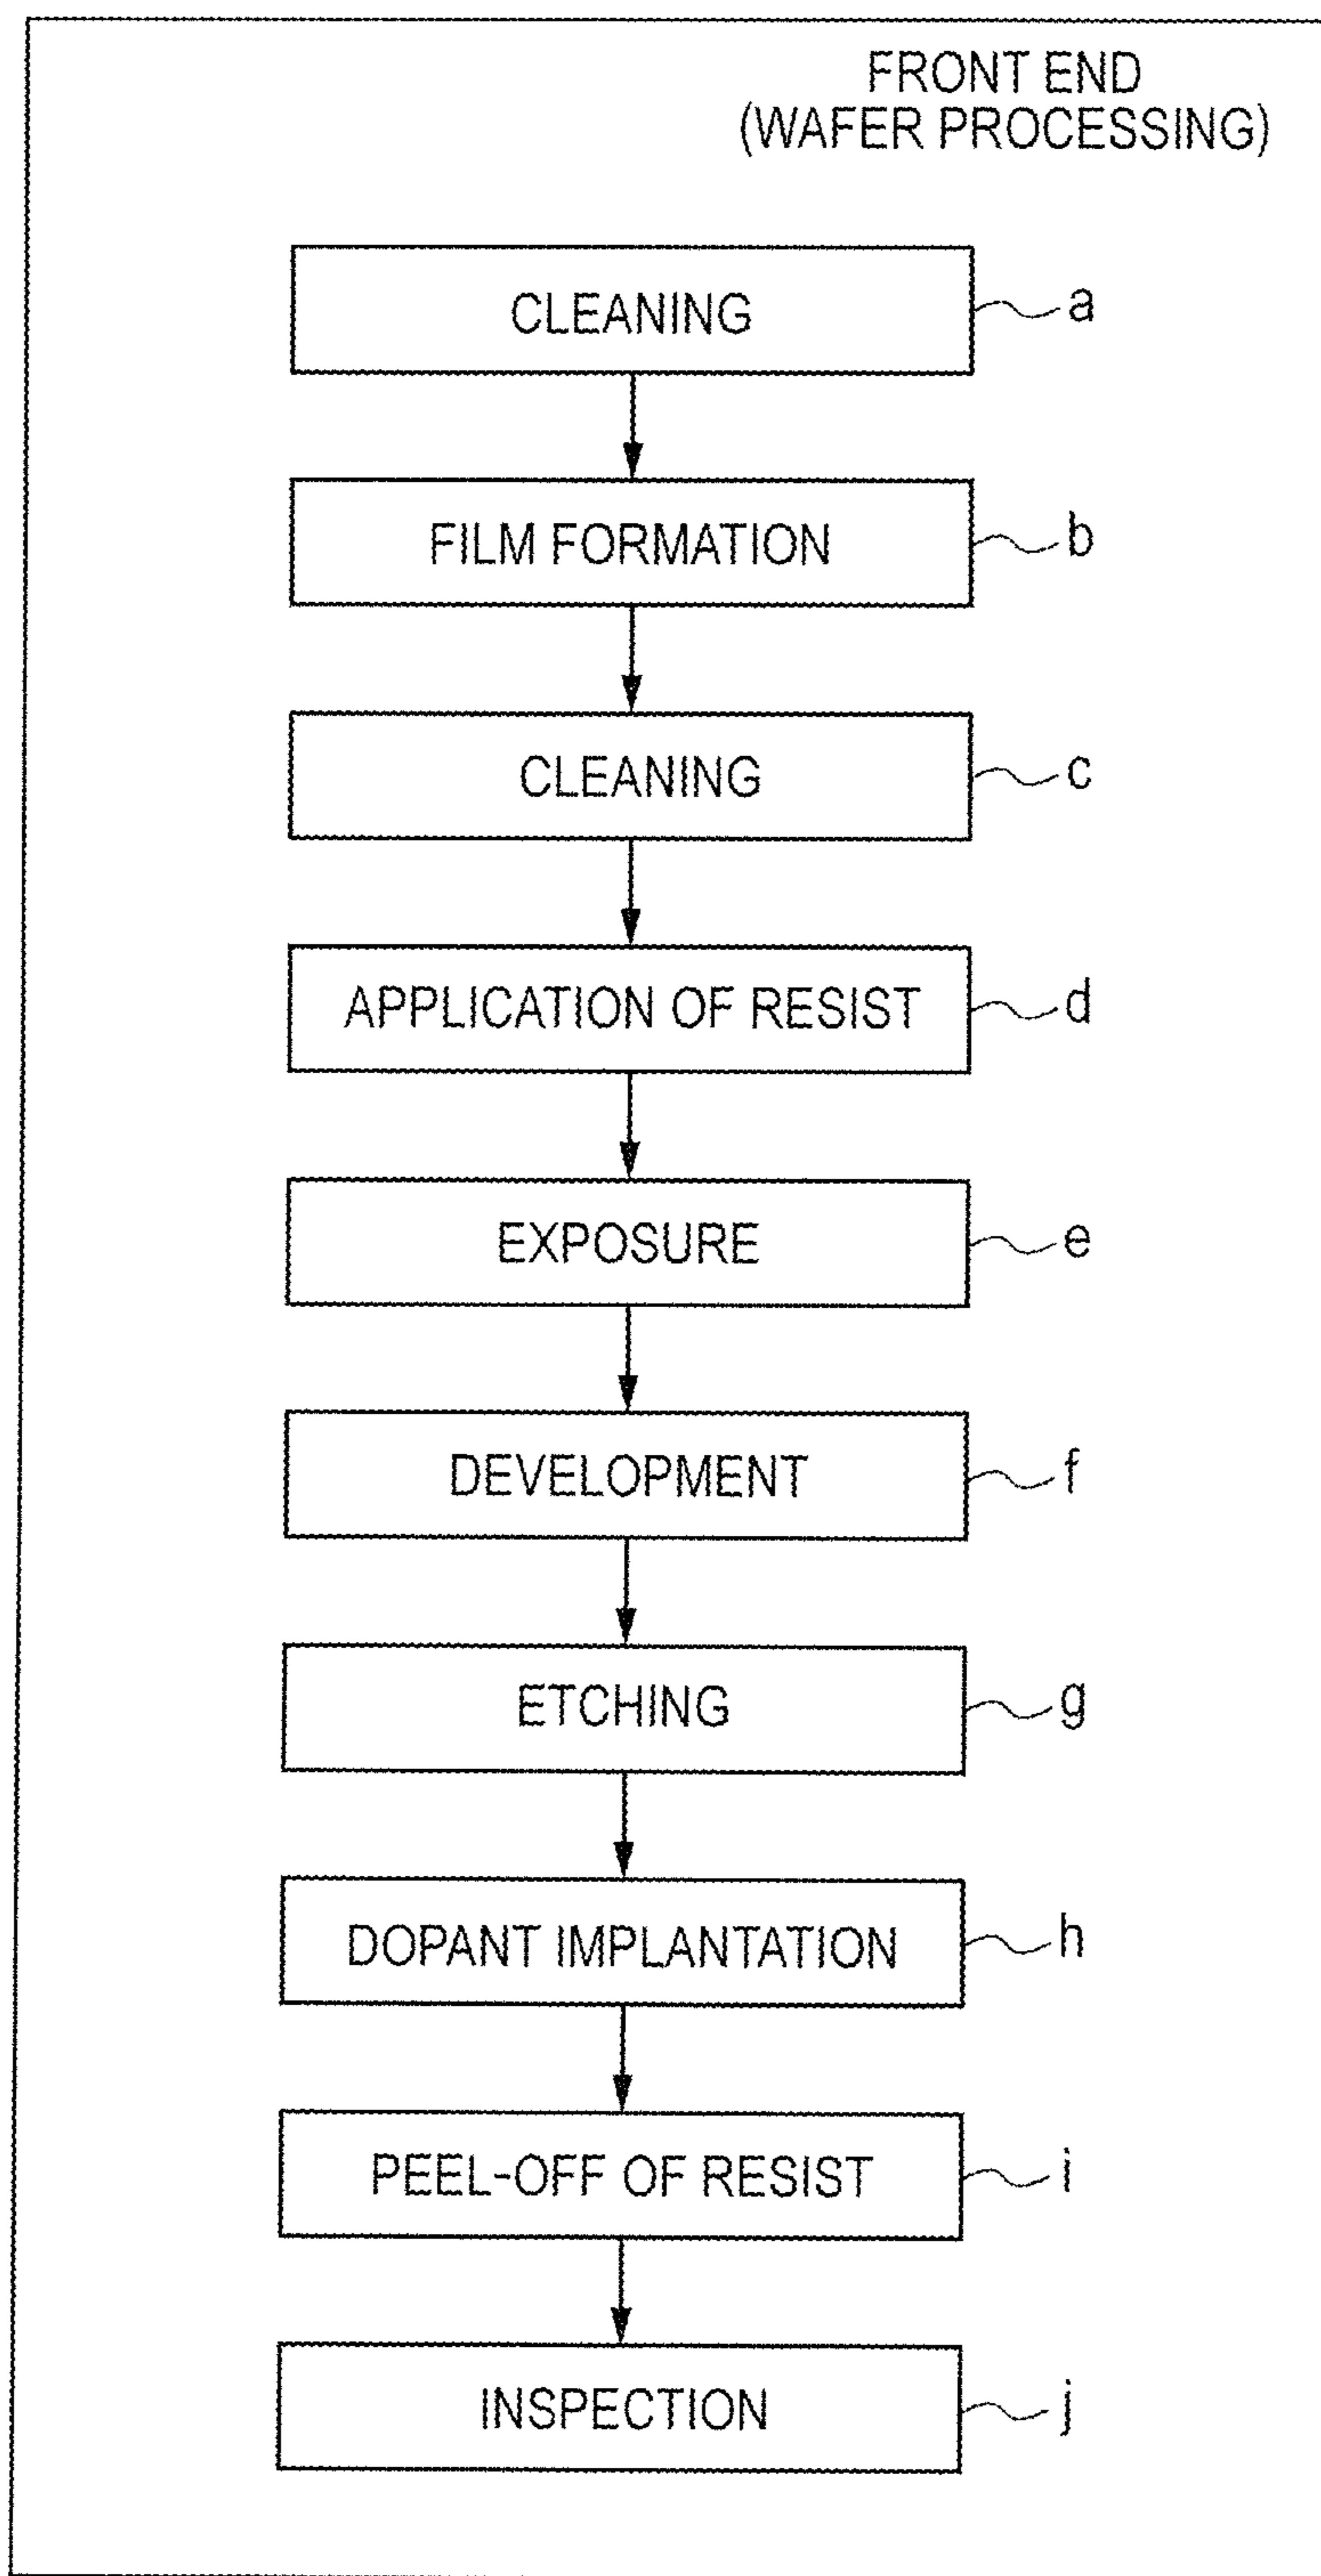 FRONT END
(WAFER PROCESSING)
CLEANING a
FILM FORMATION b
CLEANING c
APPLICATION OF RESIST d
EXPOSURE e
DEVELOPMENT f
ETCHING g
DOPANT IMPLANTATION h
PEEL-OFF OF RESIST i
INSPECTION j